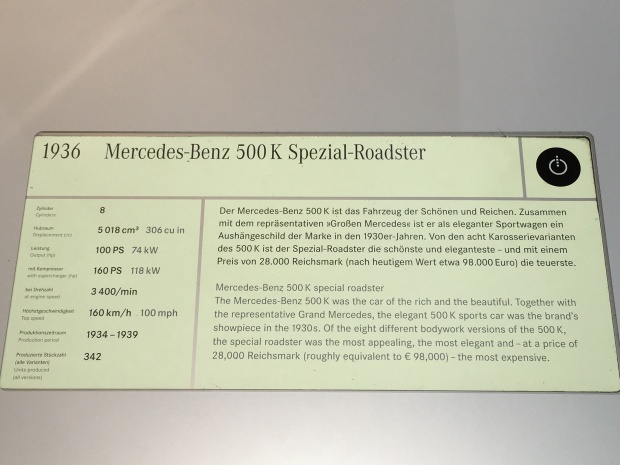 1936 Mercedes-Benz 500 K Spezial-Roadster
Zylinder 8
Cylinders
Hubraum 5 018 cm³ 306 cu in
Displacement (cc)
Leistung 100 PS 74 kW
Output (hp)
mit Kompressor 160 PS 118 kW
with supercharger (hp)
bei Drehzahl 3 400/min
at engine speed
Höchstgeschwindigkeit 160 km/h 100 mph
Top speed
Produktionszeitraum 1934 – 1939
Production period
Produzierte Stückzahl 342
(alle Varianten)
Units produced
(all versions)
Der Mercedes-Benz 500 K ist das Fahrzeug der Schönen und Reichen. Zusammen
mit dem repräsentativen »Großen Mercedes« ist er als eleganter Sportwagen ein
Aushängeschild der Marke in den 1930er-Jahren. Von den acht Karosserievarianten
des 500 K ist der Spezial-Roadster die schönste und eleganteste – und mit einem
Preis von 28.000 Reichsmark (nach heutigem Wert etwa 98.000 Euro) die teuerste.
Mercedes-Benz 500 K special roadster
The Mercedes-Benz 500 K was the car of the rich and the beautiful. Together with
the representative Grand Mercedes, the elegant 500 K sports car was the brand's
showpiece in the 1930s. Of the eight different bodywork versions of the 500 K,
the special roadster was the most appealing, the most elegant and – at a price of
28,000 Reichsmark (roughly equivalent to € 98,000) – the most expensive.